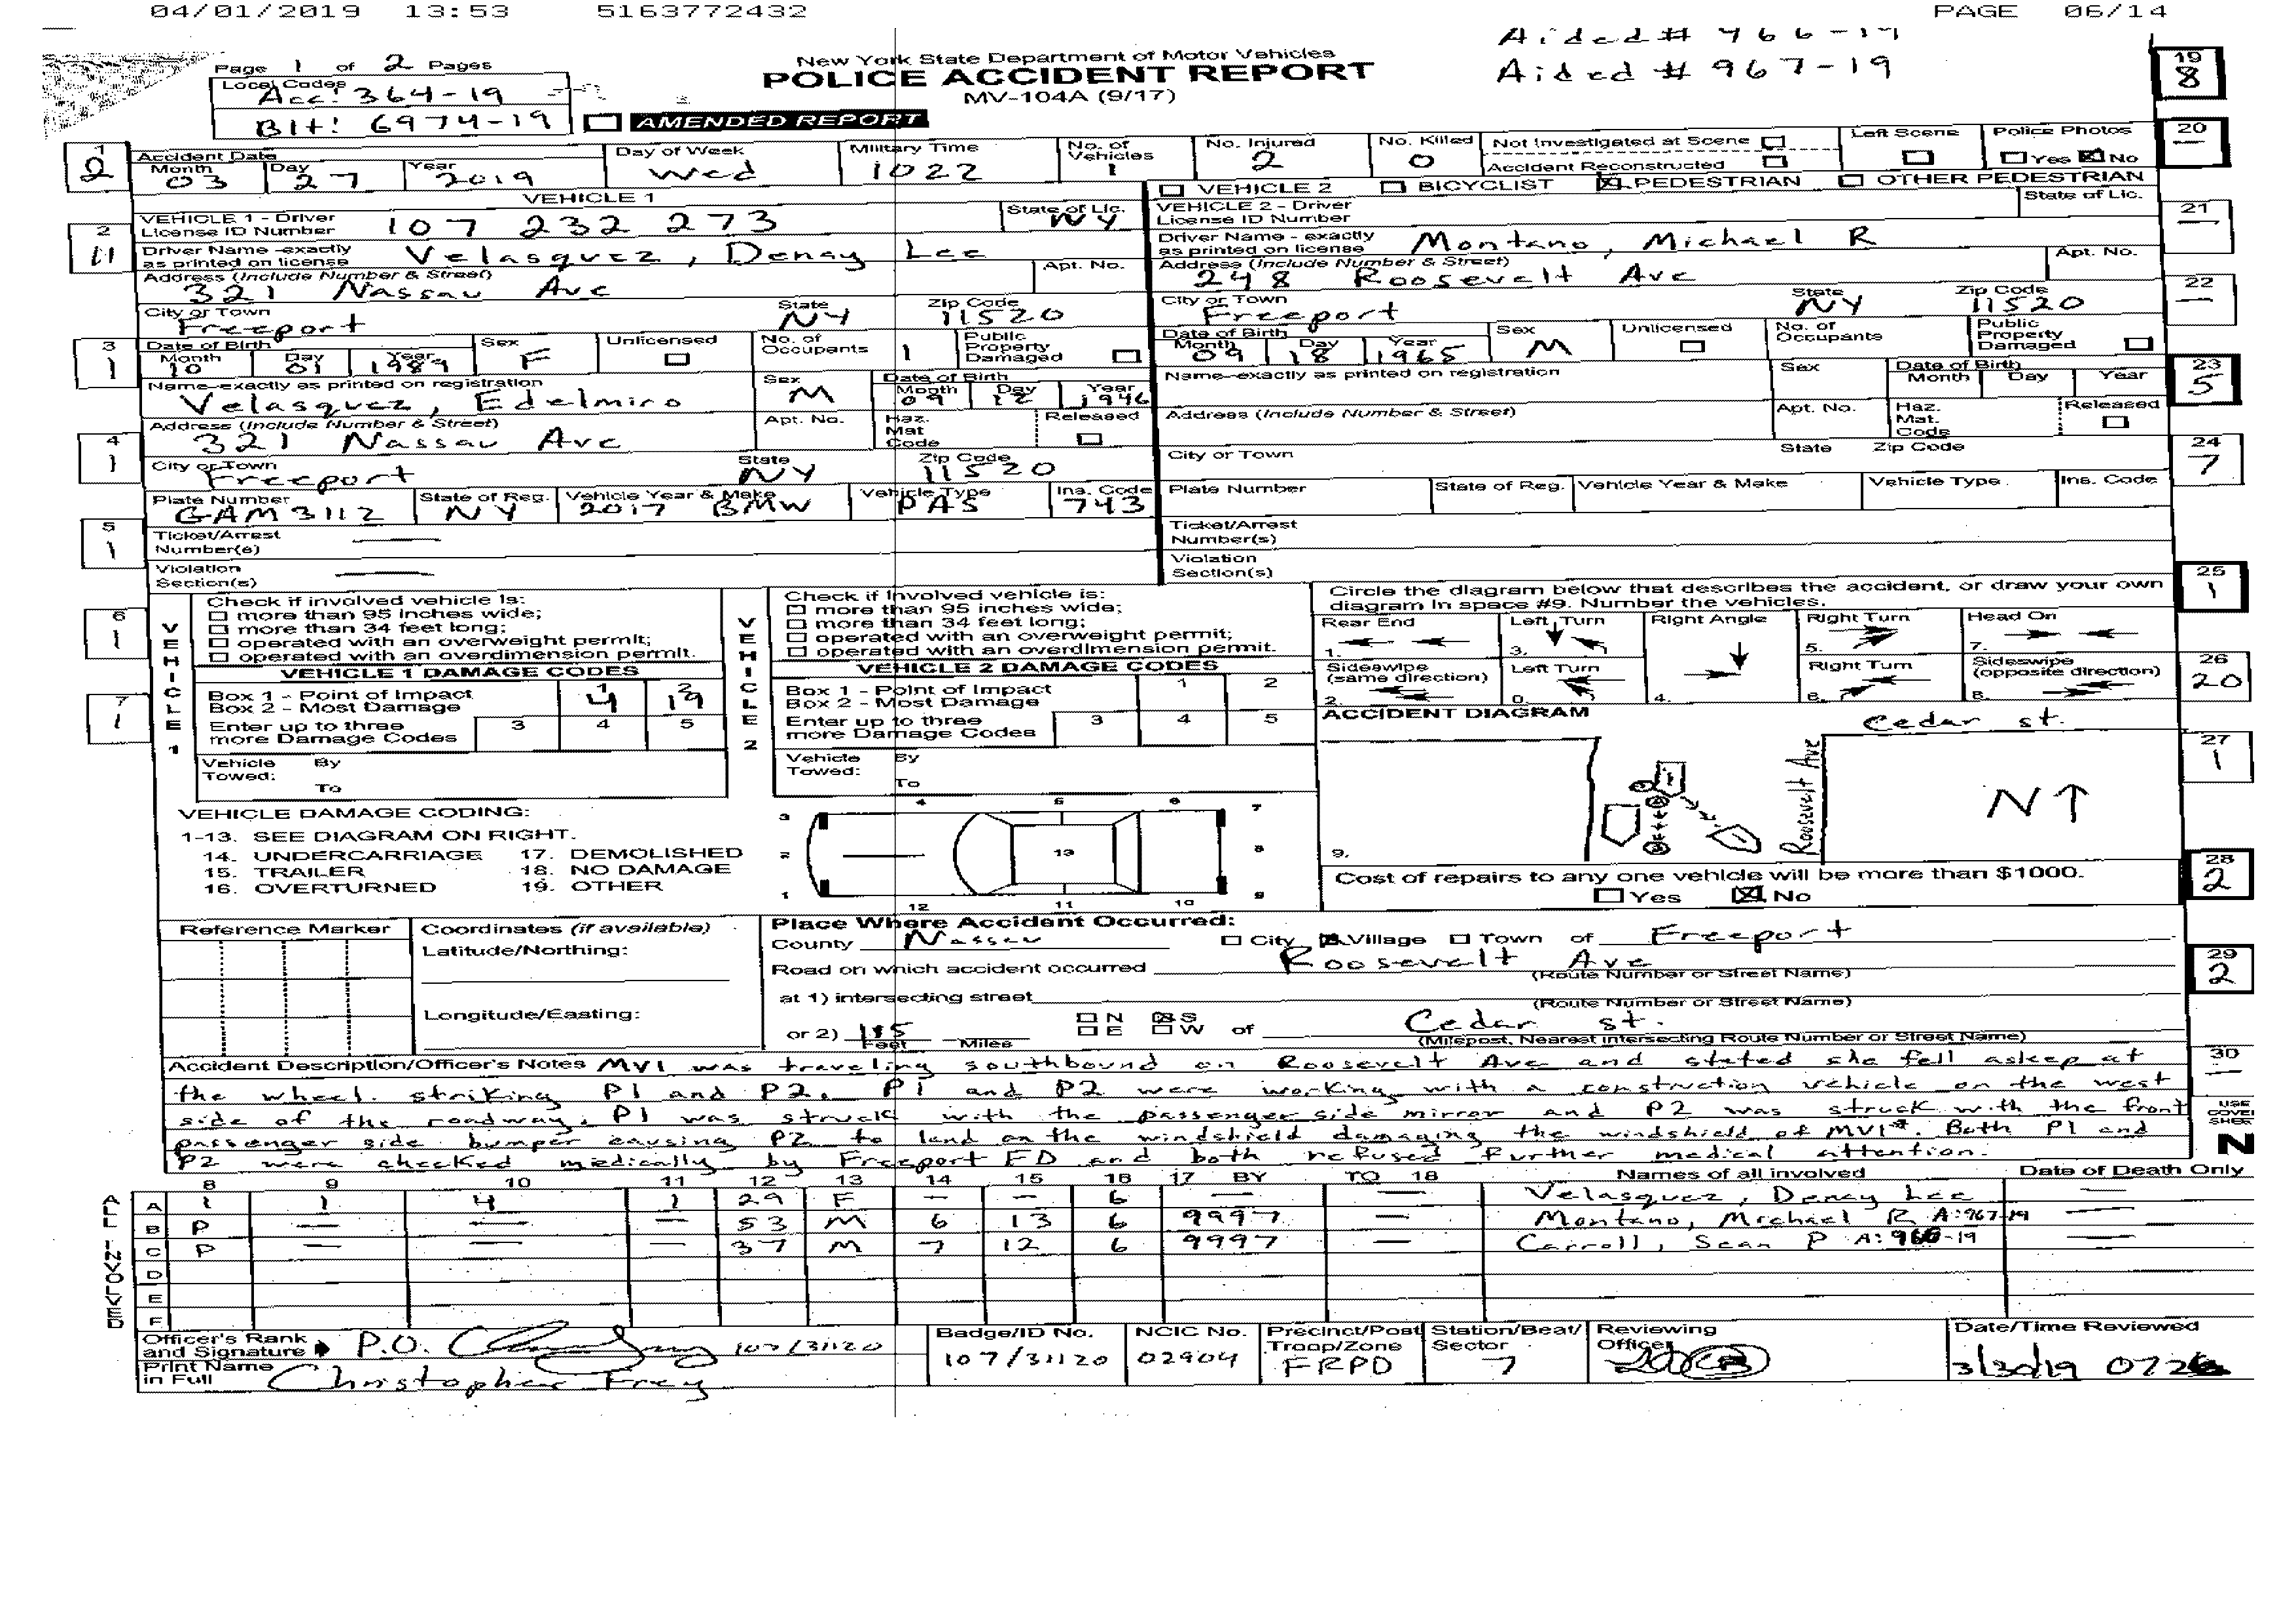 04/01/2019 13:53 5163772432 PAGE 06/14
Aided # 966-19
Aided # 967-19
Page 1 of 2 Pages
New York State Department of Motor Vehicles
POLICE ACCIDENT REPORT
MV-104A (9/17)
Local Codes
Acc: 364-19
Blt: 6974-19
AMENDED REPORT
19
8
1
2
Accident Date
Month 03 Day 27 Year 2019
Day of Week
Wed
Military Time
1022
No. of Vehicles
1
No. Injured
2
No. Killed
0
Not Investigated at Scene
Accident Reconstructed
Left Scene
Police Photos
Yes No
20
—
VEHICLE 1
VEHICLE 2 BICYCLIST PEDESTRIAN OTHER PEDESTRIAN
VEHICLE 1 - Driver
License ID Number 107 232 273
State of Lic.
NY
VEHICLE 2 - Driver
License ID Number
State of Lic.
21
—
2
11
Driver Name - exactly
as printed on license Velasquez, Deney Lee
Driver Name - exactly
as printed on license Montano, Michael R
Address (Include Number & Street)
321 Nassau Ave
Apt. No.
Address (Include Number & Street)
248 Roosevelt Ave
Apt. No.
22
—
City or Town
Freeport
State
NY
Zip Code
11520
City or Town
Freeport
State
NY
Zip Code
11520
3
1
Date of Birth
Month 10 Day 01 Year 1989
Sex
F
Unlicensed
No. of Occupants 1
Public Property Damaged
Date of Birth
Month 09 Day 18 Year 1965
Sex
M
Unlicensed
No. of Occupants
Public Property Damaged
Name-exactly as printed on registration
Velasquez, Edelmiro
Sex
M
Date of Birth
Month 09 Day 12 Year 1946
Name-exactly as printed on registration
Sex
Date of Birth
Month Day Year
23
5
Address (Include Number & Street)
321 Nassau Ave
Apt. No.
Haz. Mat Code
Released
Address (Include Number & Street)
Apt. No.
Haz. Mat. Code
Released
4
1
City or Town
Freeport
State
NY
Zip Code
11520
City or Town
State
Zip Code
24
7
Plate Number
GAM3112
State of Reg.
NY
Vehicle Year & Make
2017 BMW
Vehicle Type
PAS
Ins. Code
743
Plate Number
State of Reg.
Vehicle Year & Make
Vehicle Type
Ins. Code
5
1
Ticket/Arrest
Number(s) —
Ticket/Arrest
Number(s)
Violation
Section(s) —
Violation
Section(s)
25
1
6
1
VEHICLE 1
Check if involved vehicle is:
more than 95 inches wide;
more than 34 feet long;
operated with an overweight permit;
operated with an overdimension permit.
VEHICLE 1 DAMAGE CODES
Box 1 - Point of Impact
Box 2 - Most Damage
1 2
4 19
Enter up to three
more Damage Codes
3 4 5
Vehicle By
Towed:
To
7
1
VEHICLE 2
Check if involved vehicle is:
more than 95 inches wide;
more than 34 feet long;
operated with an overweight permit;
operated with an overdimension permit.
VEHICLE 2 DAMAGE CODES
Box 1 - Point of Impact
Box 2 - Most Damage
1 2
Enter up to three
more Damage Codes
3 4 5
Vehicle By
Towed:
To
Circle the diagram below that describes the accident, or draw your own
diagram in space #9. Number the vehicles.
Rear End
1.
Left Turn
3.
Right Angle
4.
Right Turn
5.
Head On
7.
Sideswipe
(same direction)
2.
Left Turn
0.
Right Turn
6.
Sideswipe
(opposite direction)
8.
26
20
ACCIDENT DIAGRAM
Cedar st.
Roosevelt Ave
N↑
9.
27
1
VEHICLE DAMAGE CODING:
1-13. SEE DIAGRAM ON RIGHT.
14. UNDERCARRIAGE 17. DEMOLISHED
15. TRAILER 18. NO DAMAGE
16. OVERTURNED 19. OTHER
4 5 6
3 7
2 13 8
1 9
12 11 10
Cost of repairs to any one vehicle will be more than $1000.
Yes No
28
2
Reference Marker
Coordinates (if available)
Latitude/Northing:
Longitude/Easting:
Place Where Accident Occurred:
County Nassau City Village Town of Freeport
Road on which accident occurred Roosevelt Ave
(Route Number or Street Name)
at 1) intersecting street
(Route Number or Street Name)
or 2) Feet Miles N S E W of Cedar st.
(Milepost, Nearest Intersecting Route Number or Street Name)
29
2
Accident Description/Officer's Notes MV1 was traveling southbound on Roosevelt Ave and stated she fell asleep at
the wheel. striking P1 and P2. P1 and P2 were working with a construction vehicle on the west
side of the roadway. P1 was struck with the passenger side mirror and P2 was struck with the front
passenger side bumper causing P2 to land on the windshield damaging the windshield of MV1. Both P1 and
P2 were checked medically by Freeport FD and both refused further medical attention.
30
—
USE
COVER
SHEET
N
8 9 10 11 12 13 14 15 16 17 BY TO 18 Names of all involved Date of Death Only
ALL INVOLVED
A 1 1 4 1 29 F — — 6 — — Velasquez, Deney Lee —
B P — — — 53 M 6 13 6 9997 — Montano, Michael R A:967-19 —
C P — — — 37 M 7 12 6 9997 — Carroll, Sean P A:966-19 —
D
E
F
Officer's Rank
and Signature P.O. 107/31120
Print Name
in Full Christopher Frey
Badge/ID No.
107/31120
NCIC No.
02904
Precinct/Post
Troop/Zone
FRPD
Station/Beat/
Sector
7
Reviewing
Officer
Date/Time Reviewed
3/30/19 0726